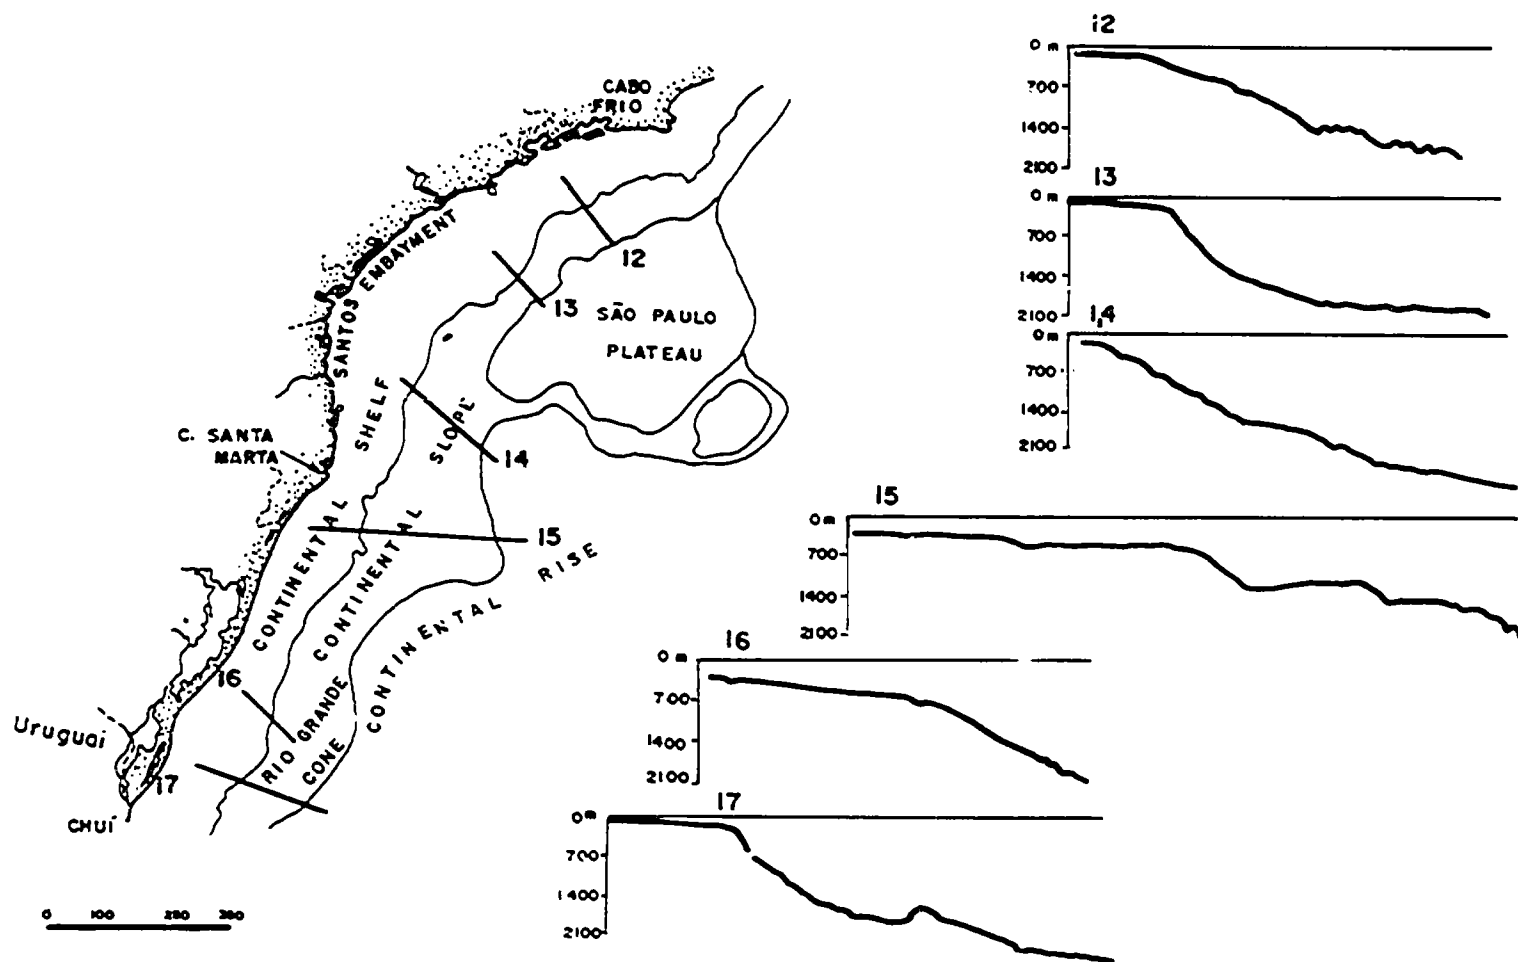 CABO
FRIO
SANTOS EMBAYMENT
12
13
SÃO PAULO
PLATEAU
SHELF
SLOPE
C. SANTA
MARTA
14
CONTINENTAL
CONTINENTAL
15
RISE
CONTINENTAL
16
RIO GRANDE
CONE
Uruguai
17
CHUÍ
0 100 200 300
12
0 m
700
1400
2100
13
0 m
700
1400
2100
14
0 m
700
1400
2100
15
0 m
700
1400
2100
16
0 m
700
1400
2100
17
0 m
700
1400
2100